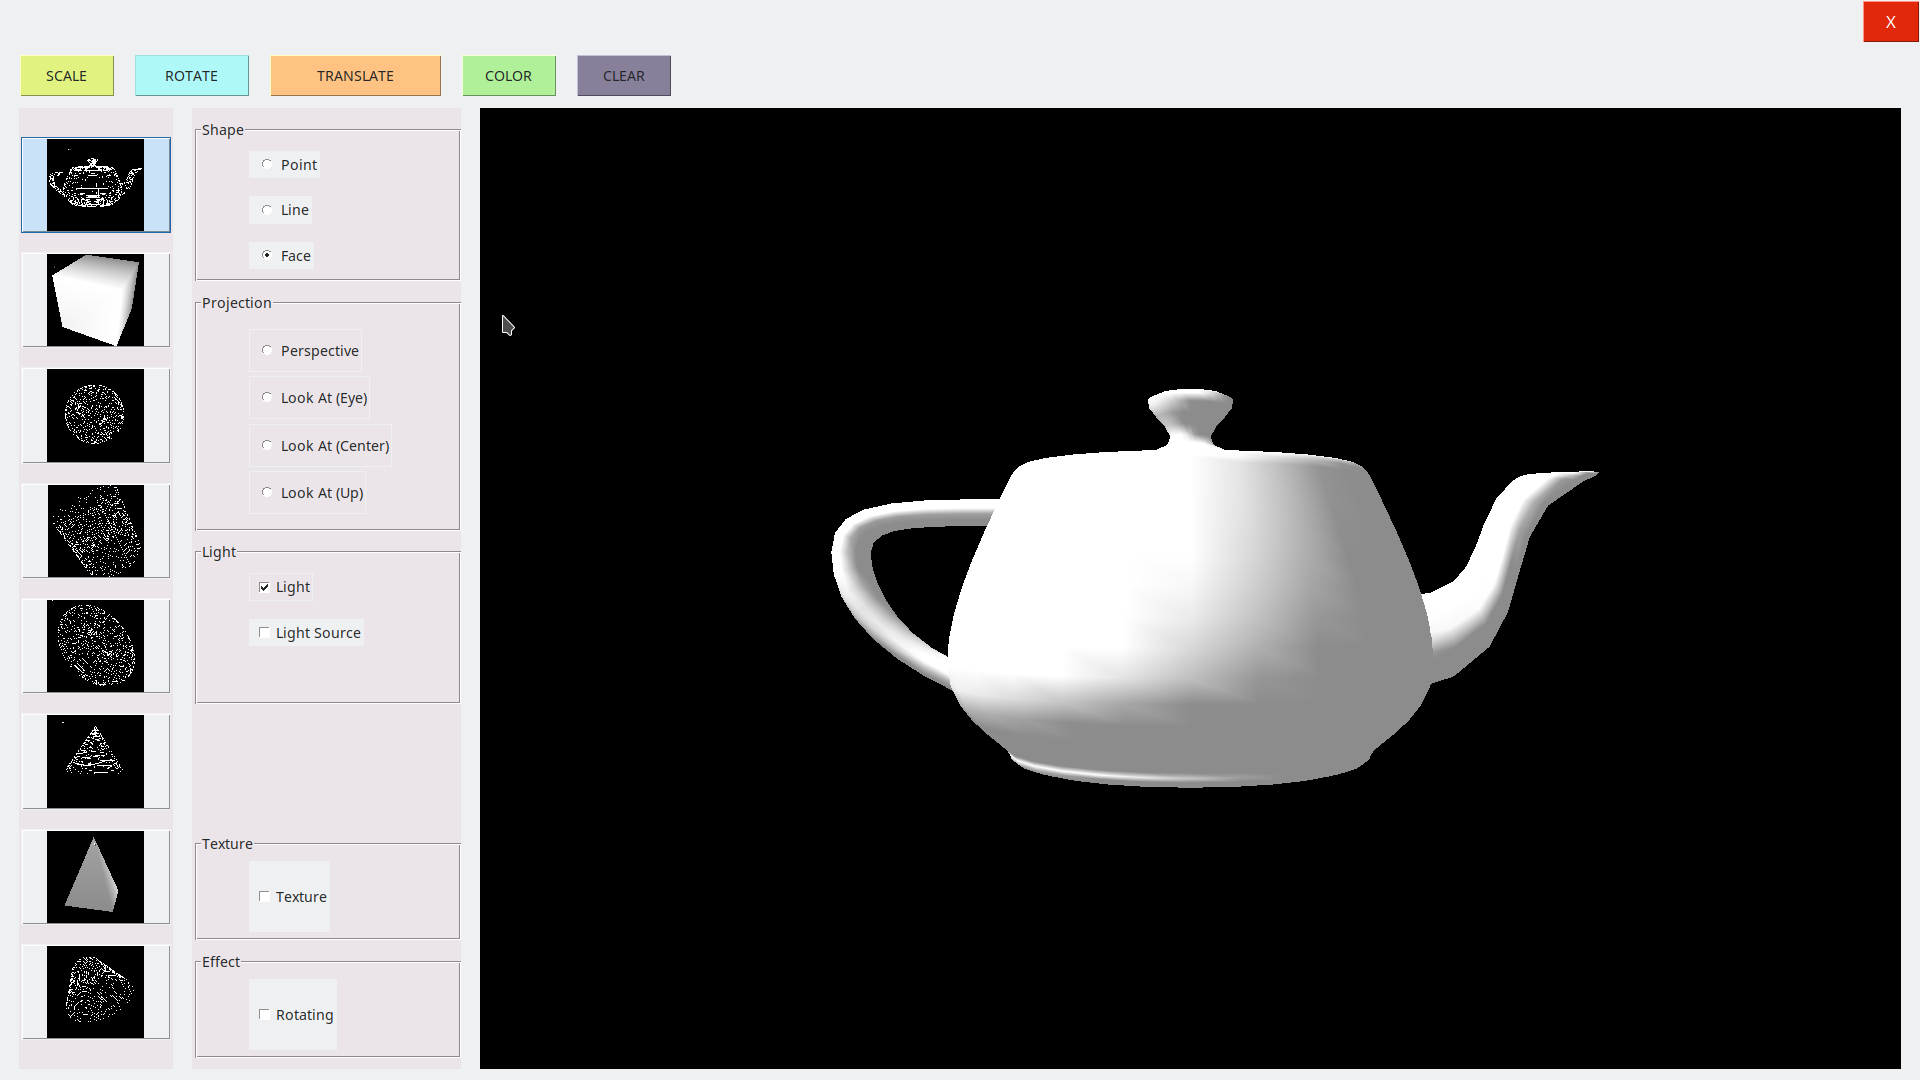 X
SCALE
ROTATE
TRANSLATE
COLOR
CLEAR
Shape
Point
Line
Face
Projection
Perspective
Look At (Eye)
Look At (Center)
Look At (Up)
Light
Light
Light Source
Texture
Texture
Effect
Rotating